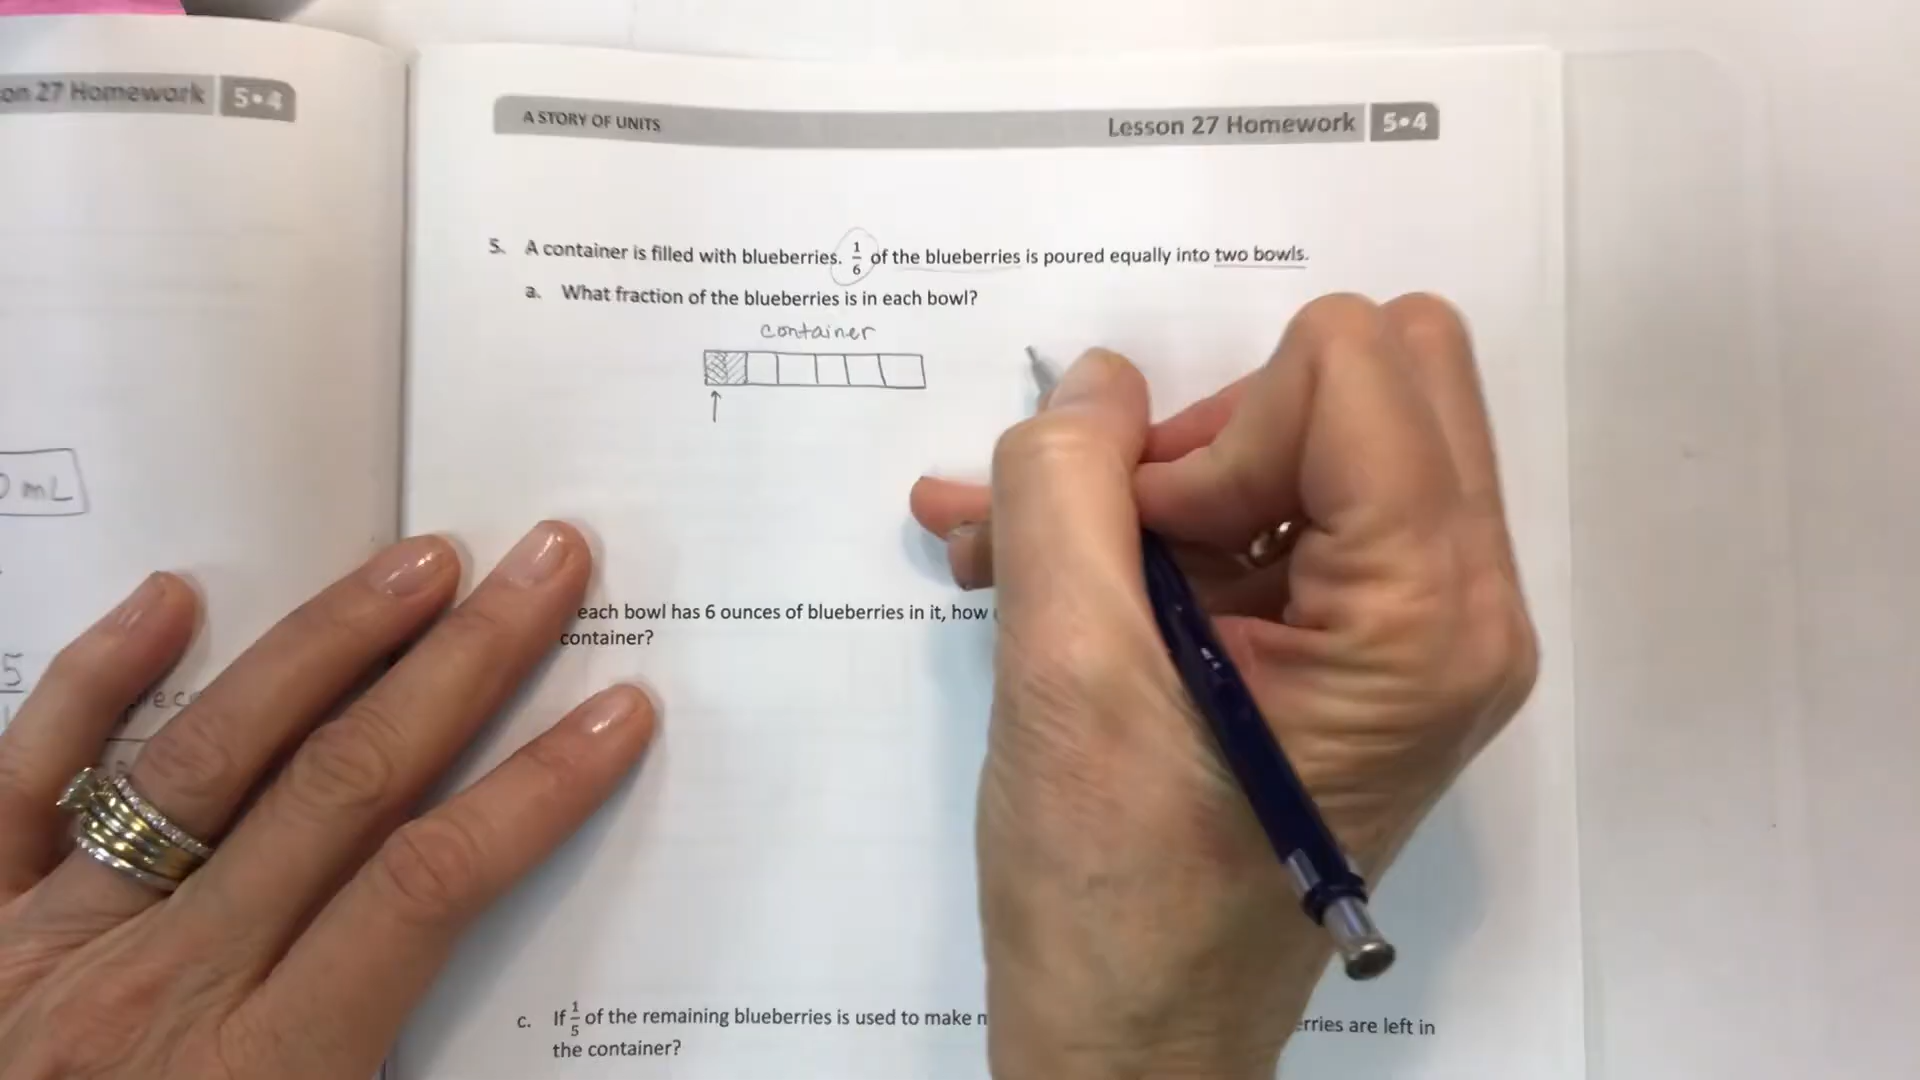 on 27 Homework 5•4
A STORY OF UNITS
Lesson 27 Homework 5•4
5. A container is filled with blueberries. 1/6 of the blueberries is poured equally into two bowls.
a. What fraction of the blueberries is in each bowl?
container
mL
each bowl has 6 ounces of blueberries in it, how
container?
5
c. If 1/5 of the remaining blueberries is used to make
rries are left in
the container?